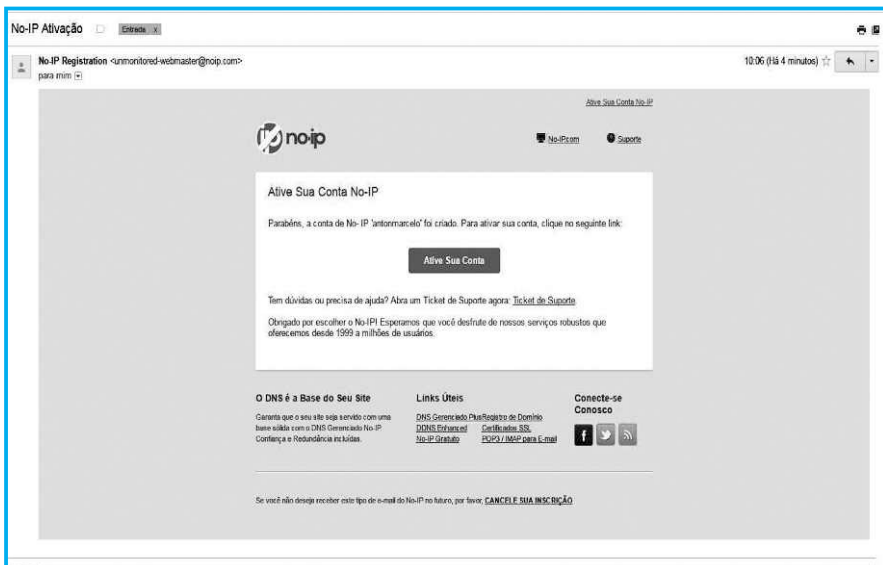 No-IP Ativação
Entrada x
No-IP Registration <unmonitored-webmaster@noip.com>
10:06 (Há 4 minutos)
para mim
Ative Sua Conta No-IP
no-ip
No-IP.com
Suporte
Ative Sua Conta No-IP
Parabéns, a conta de No- IP 'antonmarcelo' foi criado. Para ativar sua conta, clique no seguinte link:
Ative Sua Conta
Tem dúvidas ou precisa de ajuda? Abra um Ticket de Suporte agora: Ticket de Suporte.
Obrigado por escolher o No-IP! Esperamos que você desfrute de nossos serviços robustos que
oferecemos desde 1999 a milhões de usuários.
O DNS é a Base do Seu Site
Garanta que o seu site seja servido com uma
base sólida com o DNS Gerenciado No-IP
Confiança e Redundância incluídas.
Links Úteis
DNS Gerenciado Plus Registro de Domínio
DDNS Enhanced Certificados SSL
No-IP Gratuito POP3 / IMAP para E-mail
Conecte-se
Conosco
Se você não deseja receber este tipo de e-mail do No-IP no futuro, por favor, CANCELE SUA INSCRIÇÃO